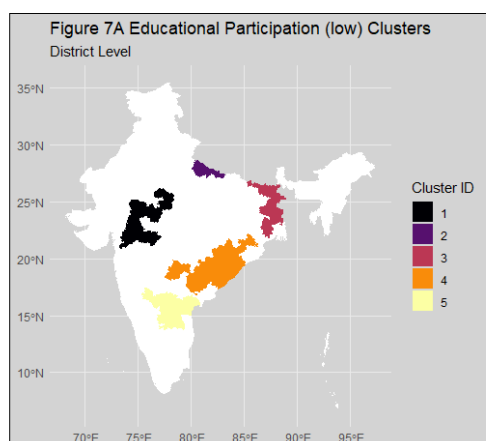 Figure 7A Educational Participation (low) Clusters
District Level
35°N
30°N
25°N
20°N
15°N
10°N
70°E 75°E 80°E 85°E 90°E 95°E
Cluster ID
1
2
3
4
5